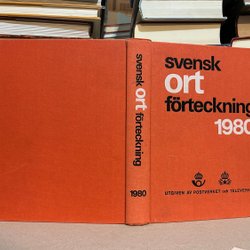 svensk ort förteckning 1980
svensk
ort
förteckning
1980
UTGIVEN AV POSTVERKET OCH TELEVERKET